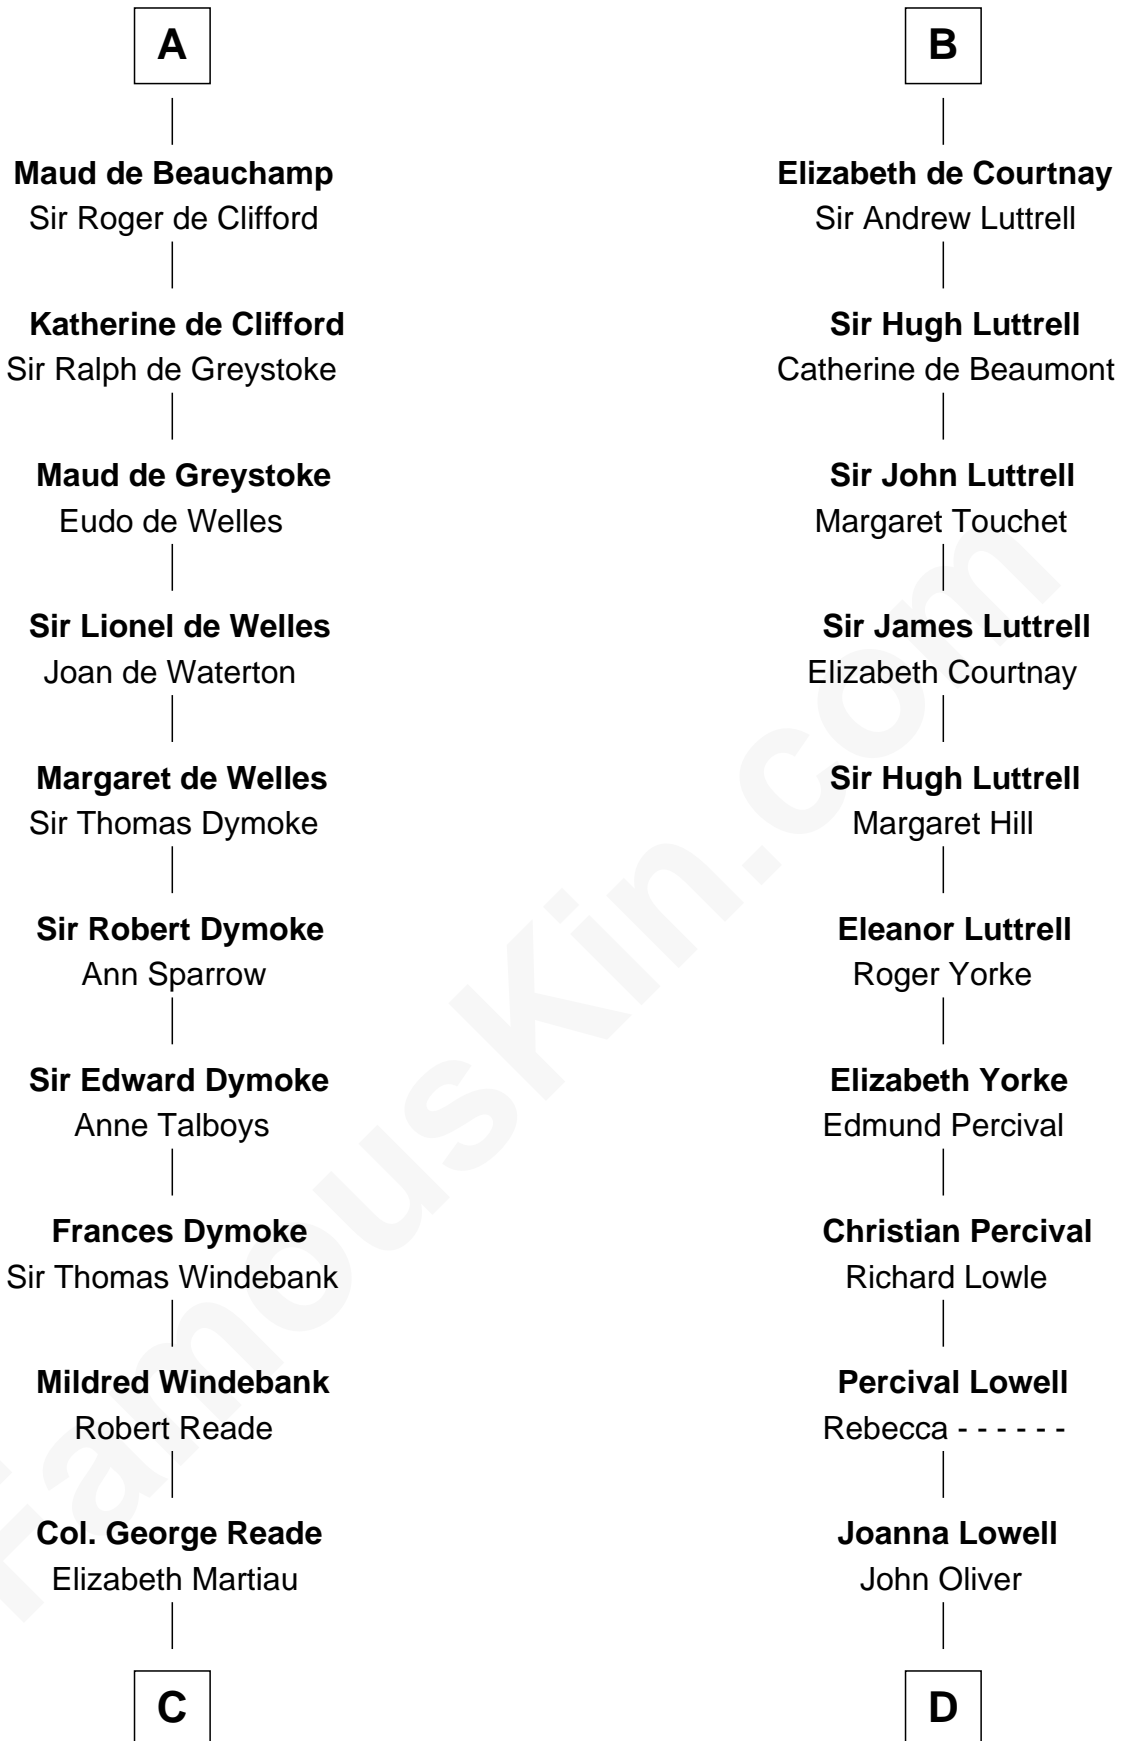 A
Maud de Beauchamp
Sir Roger de Clifford
Katherine de Clifford
Sir Ralph de Greystoke
Maud de Greystoke
Eudo de Welles
Sir Lionel de Welles
Joan de Waterton
Margaret de Welles
Sir Thomas Dymoke
Sir Robert Dymoke
Ann Sparrow
Sir Edward Dymoke
Anne Talboys
Frances Dymoke
Sir Thomas Windebank
Mildred Windebank
Robert Reade
Col. George Reade
Elizabeth Martiau
C
B
Elizabeth de Courtnay
Sir Andrew Luttrell
Sir Hugh Luttrell
Catherine de Beaumont
Sir John Luttrell
Margaret Touchet
Sir James Luttrell
Elizabeth Courtnay
Sir Hugh Luttrell
Margaret Hill
Eleanor Luttrell
Roger Yorke
Elizabeth Yorke
Edmund Percival
Christian Percival
Richard Lowle
Percival Lowell
Rebecca - - - - - -
Joanna Lowell
John Oliver
D
FamousKin.com